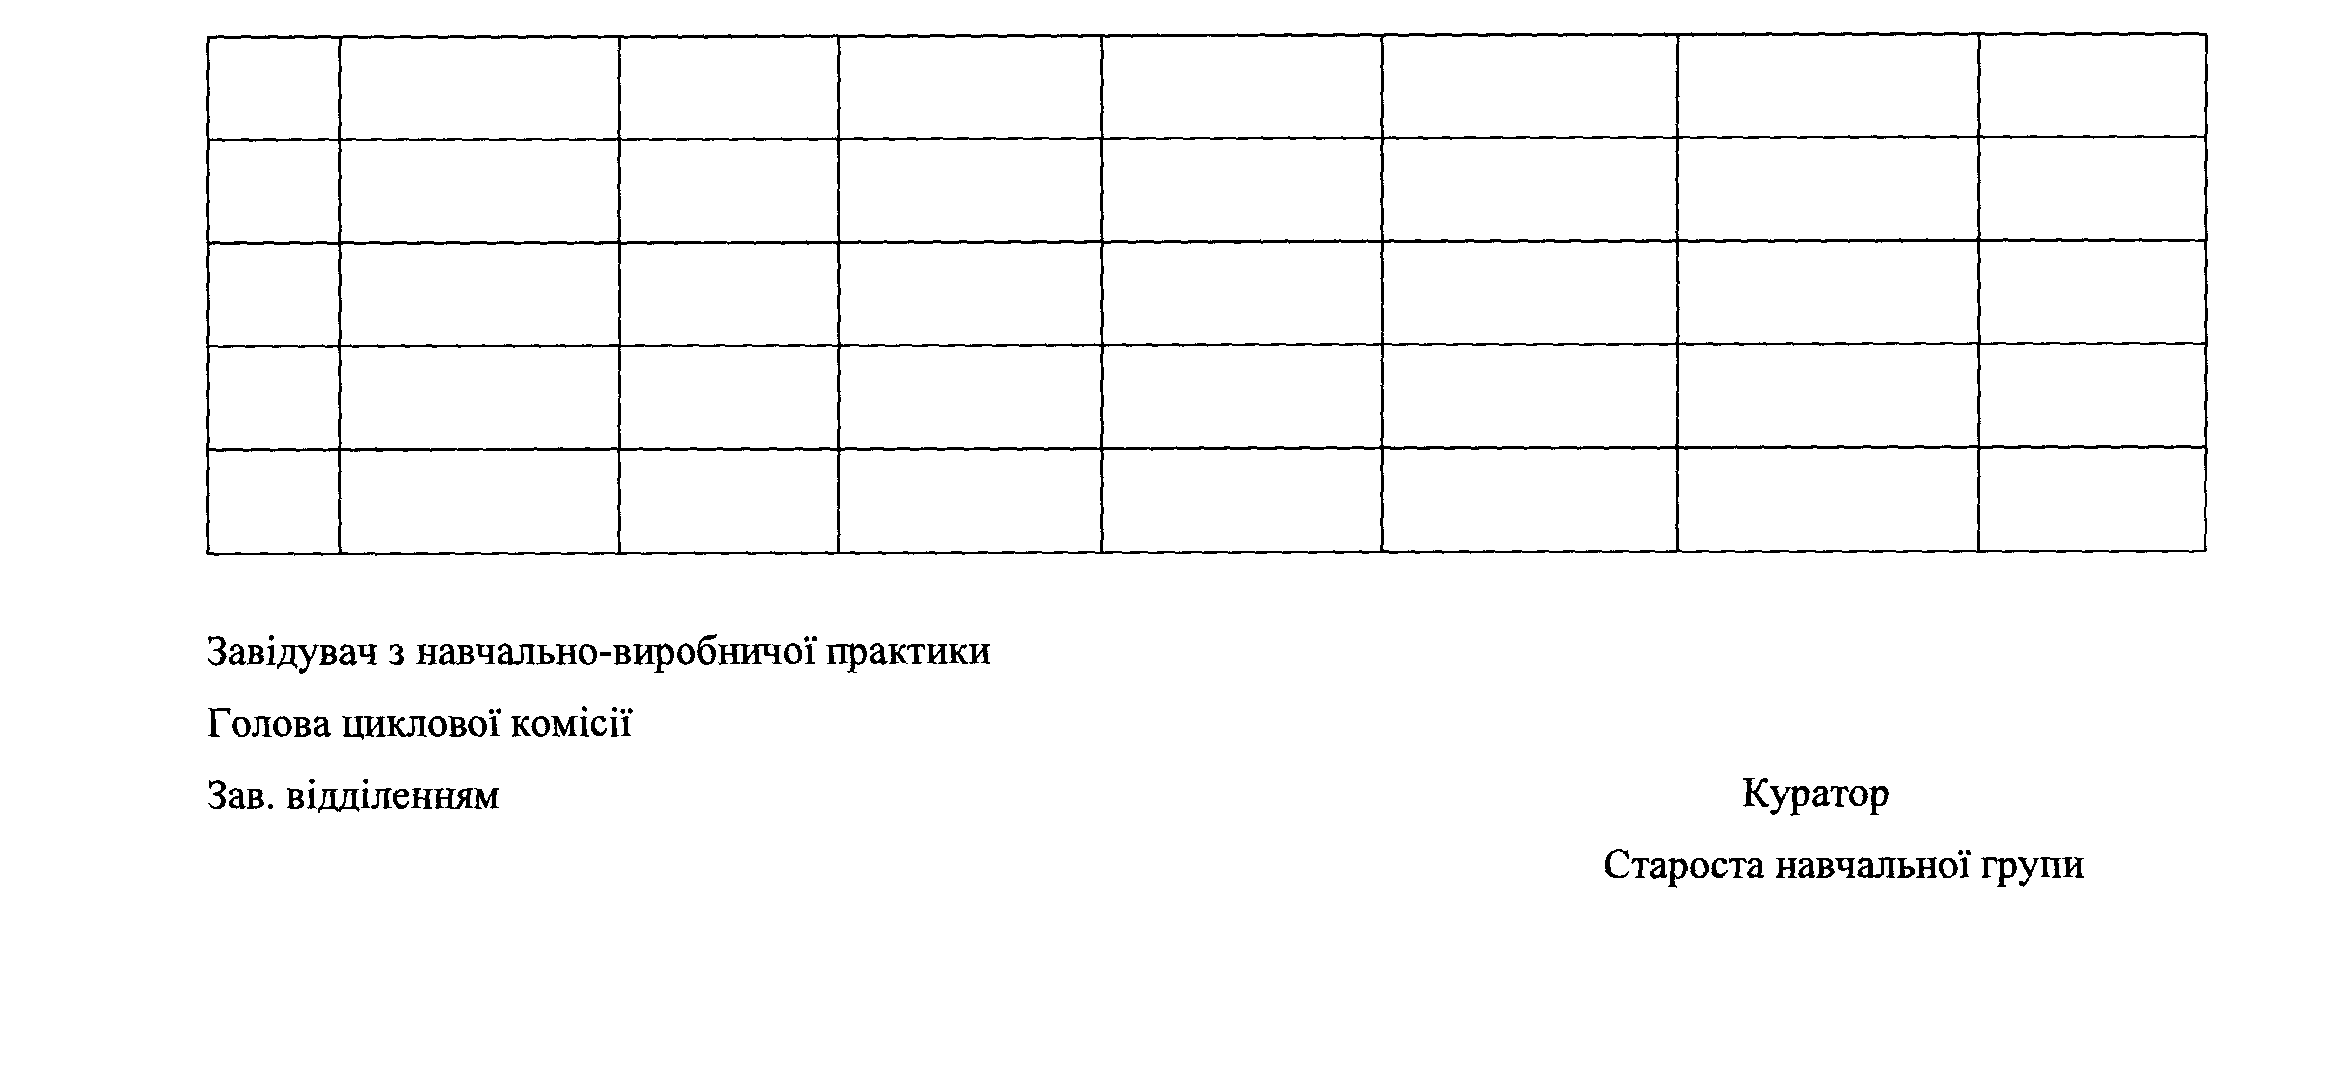 Завідувач з навчально-виробничої практики
Голова циклової комісії
Зав. відділенням
Куратор
Староста навчальної групи